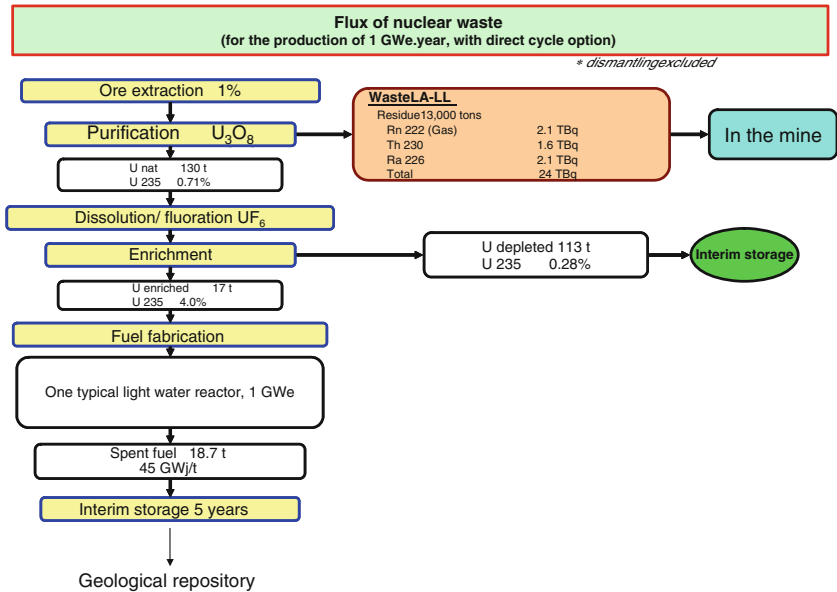 Flux of nuclear waste
(for the production of 1 GWe.year, with direct cycle option)
* dismantlingexcluded
Ore extraction 1%
Purification U3O8
WasteLA-LL
Residue13,000 tons
Rn 222 (Gas) 2.1 TBq
Th 230 1.6 TBq
Ra 226 2.1 TBq
Total 24 TBq
In the mine
U nat 130 t
U 235 0.71%
Dissolution/ fluoration UF6
Enrichment
U depleted 113 t
U 235 0.28%
Interim storage
U enriched 17 t
U 235 4.0%
Fuel fabrication
One typical light water reactor, 1 GWe
Spent fuel 18.7 t
45 GWj/t
Interim storage 5 years
Geological repository